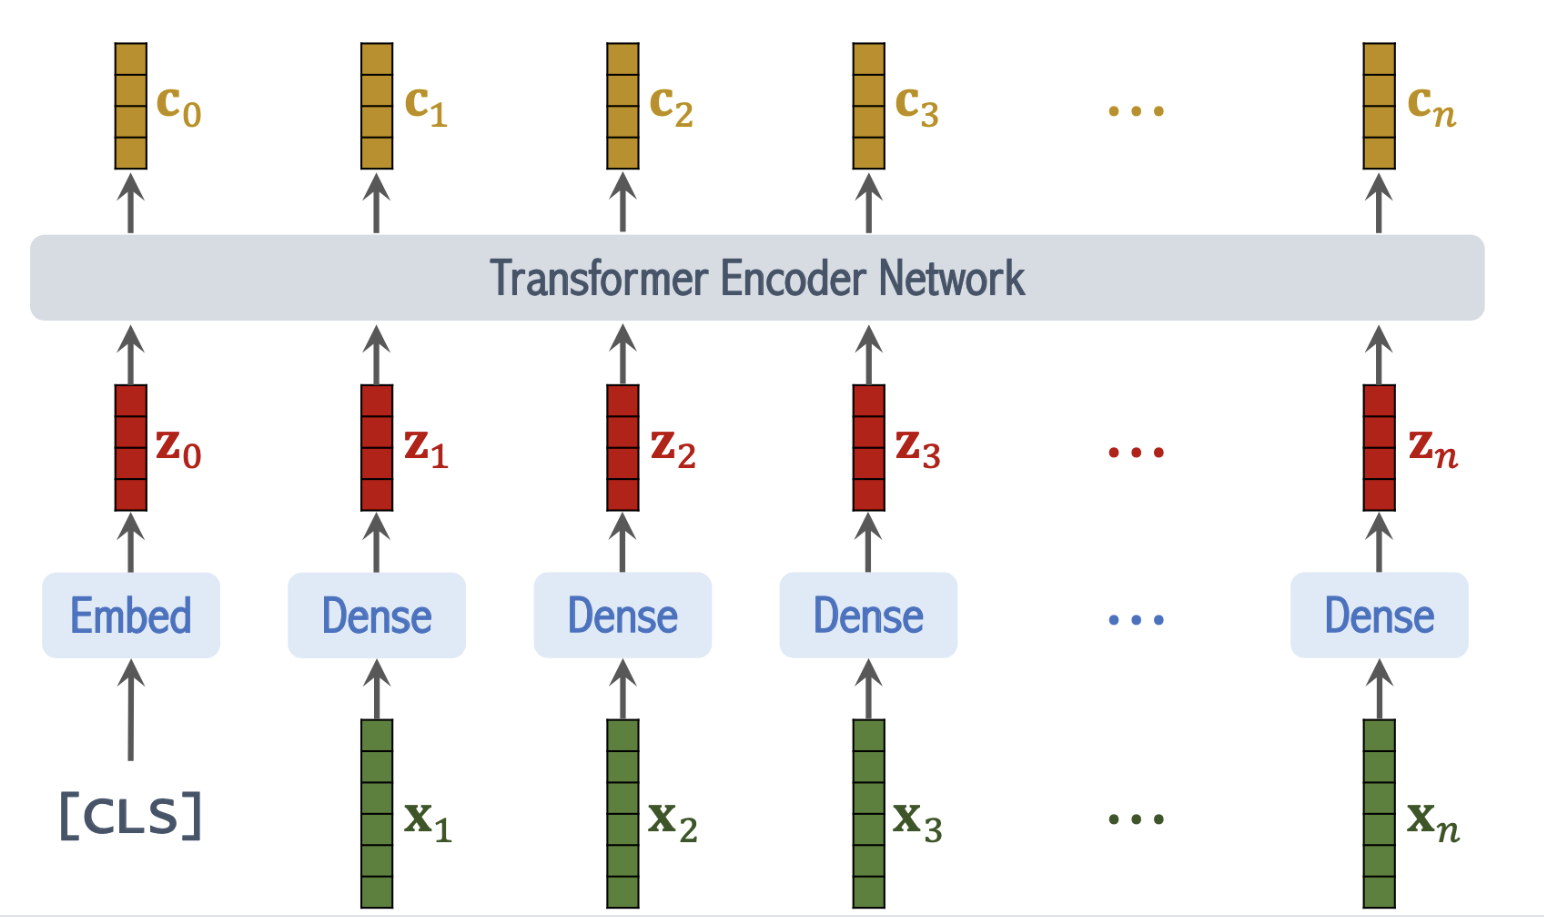 c₀ c₁ c₂ c₃ ... cₙ
Transformer Encoder Network
z₀ z₁ z₂ z₃ ... zₙ
Embed Dense Dense Dense ... Dense
[CLS] x₁ x₂ x₃ ... xₙ